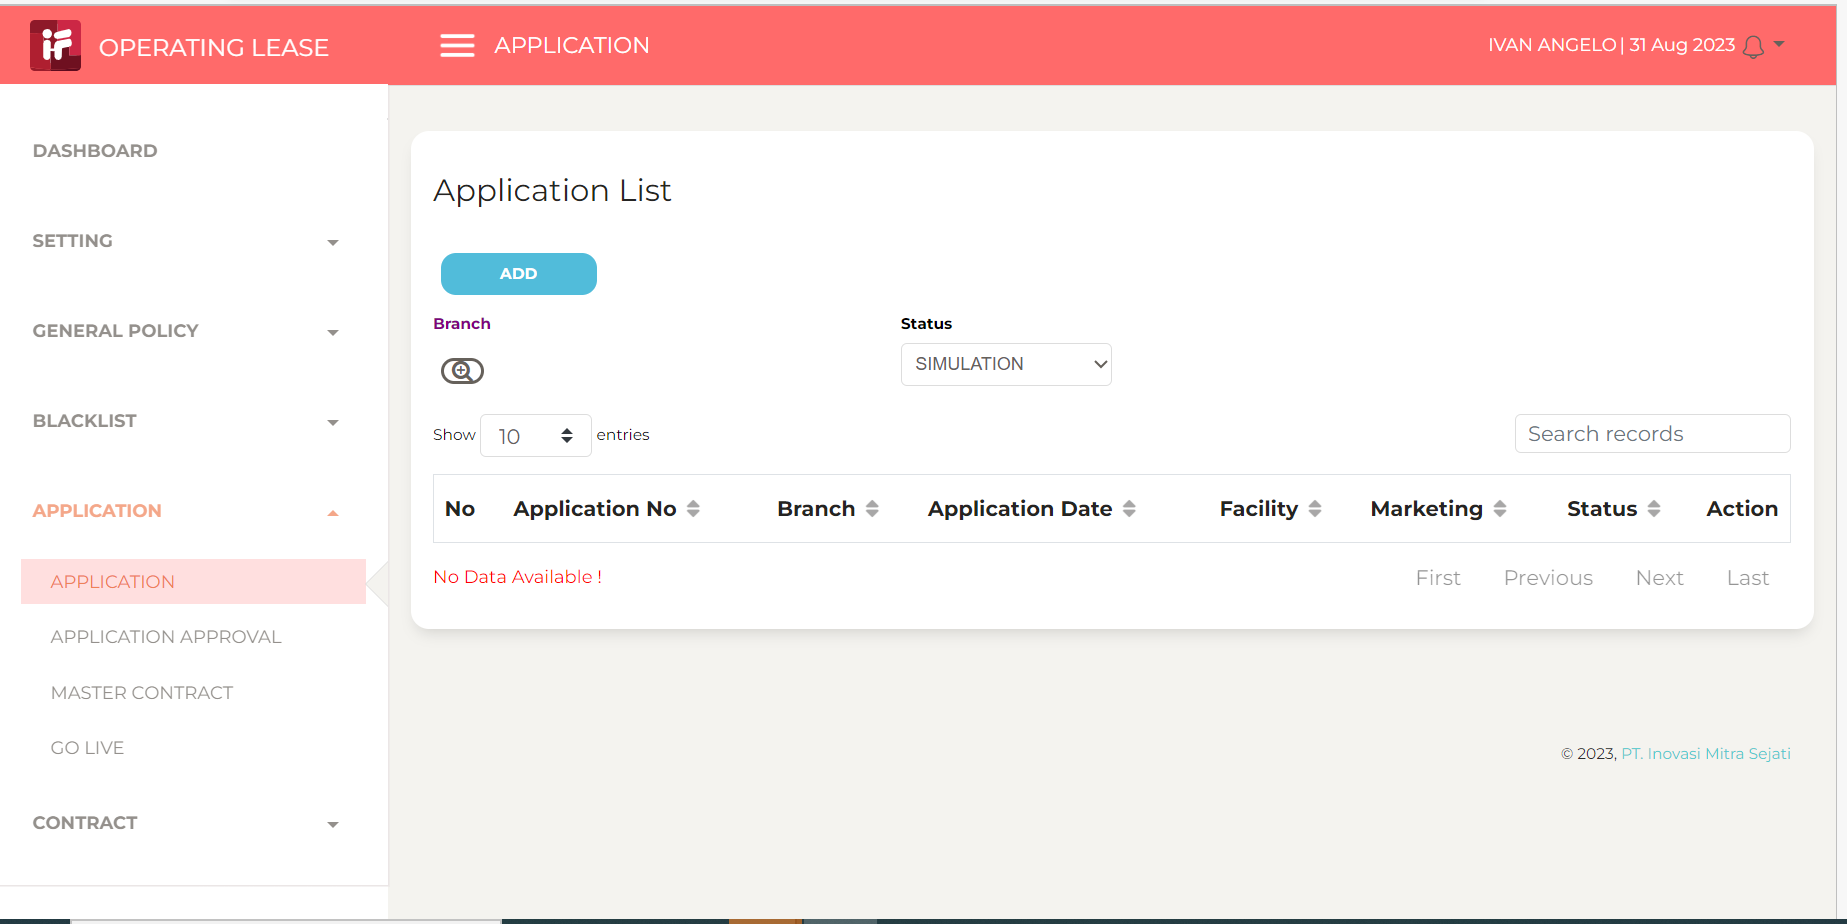 OPERATING LEASE
APPLICATION
IVAN ANGELO | 31 Aug 2023
DASHBOARD
SETTING
GENERAL POLICY
BLACKLIST
APPLICATION
APPLICATION
APPLICATION APPROVAL
MASTER CONTRACT
GO LIVE
CONTRACT
Application List
ADD
Branch
Status
SIMULATION
Show 10 entries
Search records
No Application No Branch Application Date Facility Marketing Status Action
No Data Available !
First Previous Next Last
© 2023, PT. Inovasi Mitra Sejati